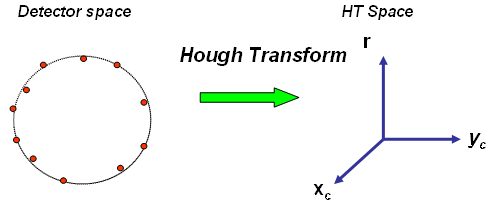 Detector space
HT Space
Hough Transform
r
y_c
x_c